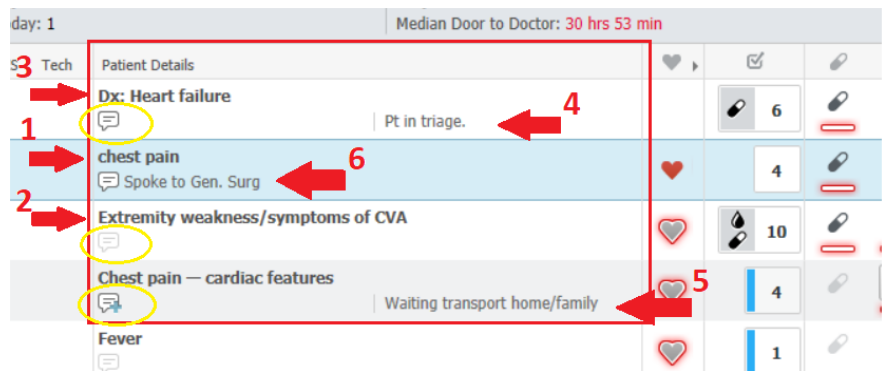 oday: 1 Median Door to Doctor: 30 hrs 53 min
S 3 Tech Patient Details
Dx: Heart failure
Pt in triage. 4
6
1
chest pain 6
Spoke to Gen. Surg
4
2
Extremity weakness/symptoms of CVA
10
Chest pain — cardiac features
Waiting transport home/family 5
4
Fever
1